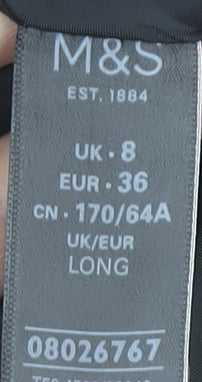 M&S
EST. 1884
UK · 8
EUR · 36
CN · 170/64A
UK/EUR
LONG
08026767